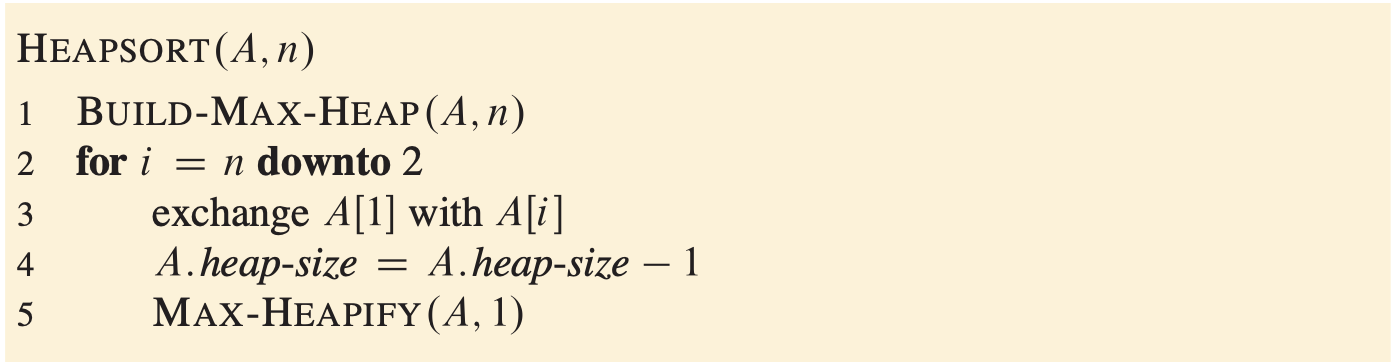 HEAPSORT(A, n)
1 BUILD-MAX-HEAP(A, n)
2 for i = n downto 2
3 exchange A[1] with A[i]
4 A.heap-size = A.heap-size − 1
5 MAX-HEAPIFY(A, 1)